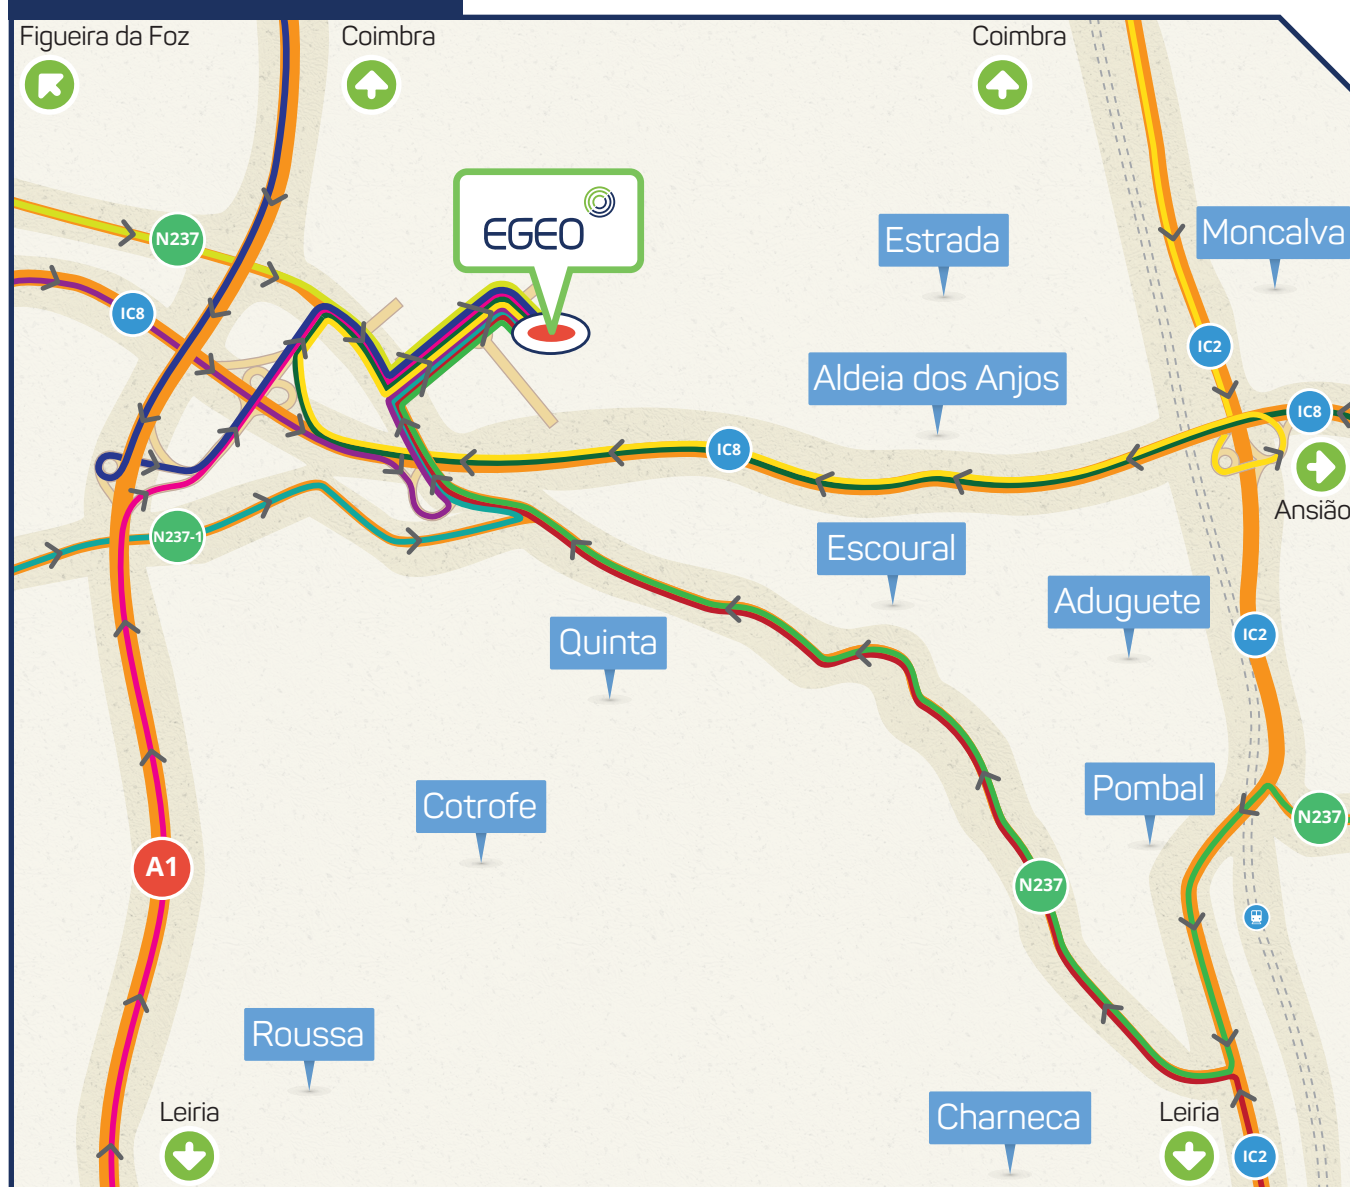 Figueira da Foz
Coimbra
Coimbra
EGEO
N237
Estrada
Moncalva
IC8
IC2
Aldeia dos Anjos
IC8
IC8
Ansião
N237-1
Escoural
Aduguete
Quinta
IC2
Pombal
Cotrofe
N237
A1
N237
Roussa
Leiria
Charneca
Leiria
IC2